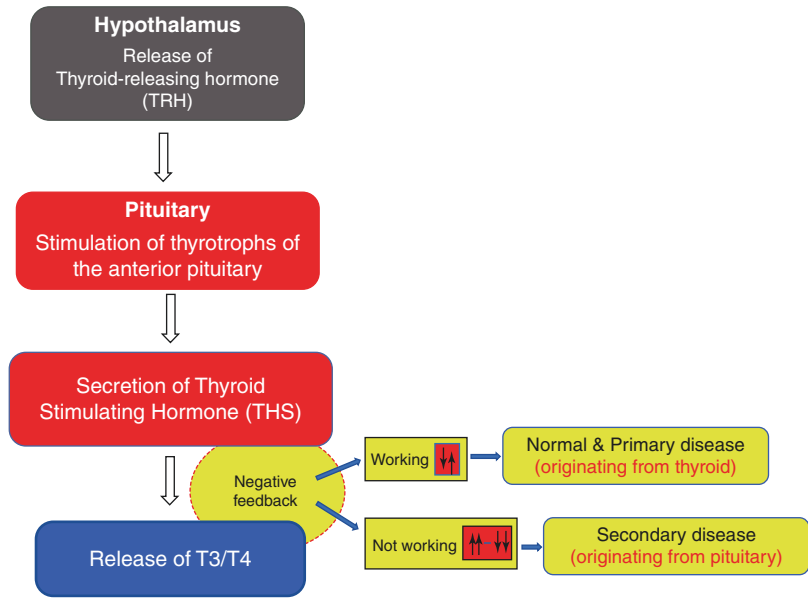 Hypothalamus
Release of
Thyroid-releasing hormone
(TRH)
Pituitary
Stimulation of thyrotrophs of
the anterior pituitary
Secretion of Thyroid
Stimulating Hormone (THS)
Negative
feedback
Working
Normal & Primary disease
(originating from thyroid)
Not working
Secondary disease
(originating from pituitary)
Release of T3/T4